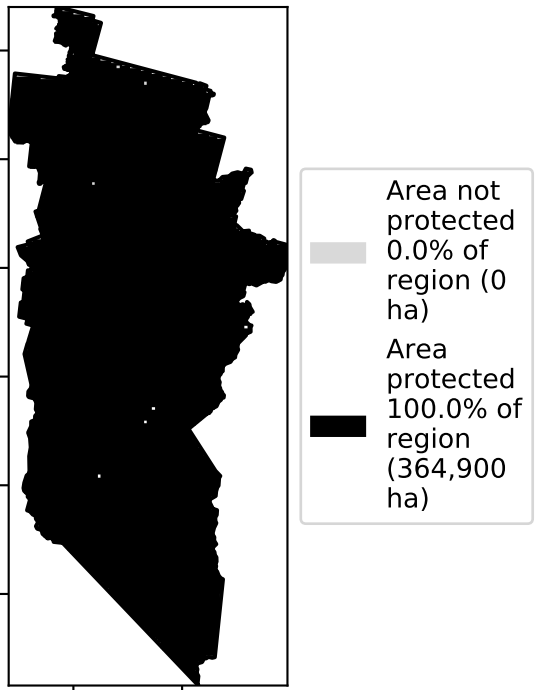 Area not
protected
0.0% of
region (0
ha)
Area
protected
100.0% of
region
(364,900
ha)